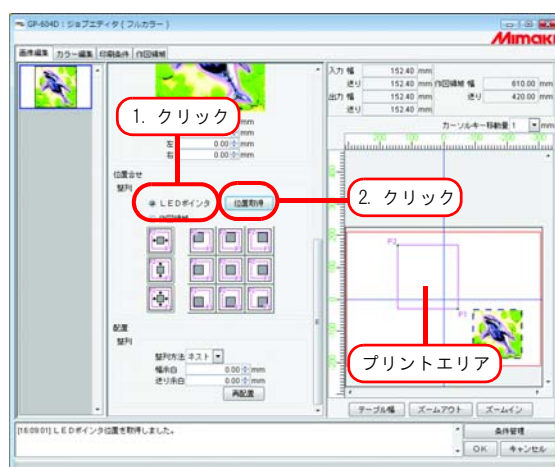 GP-604D : ジョブエディタ ( フルカラー )
Mimaki
画像編集 カラー編集 印刷条件 作図領域
1. クリック
mm
mm
左 0.00 mm
右 0.00 mm
位置合せ
整列
LEDポインタ 位置取得
2. クリック
配置
整列
整列方法 ネスト
幅余白 0.00 mm
送り余白 0.00 mm
再配置
入力 幅 152.40 mm
送り 152.40 mm
出力 幅 152.40 mm
送り 152.40 mm
作図領域 幅 610.00 mm
送り 420.00 mm
カーソルキー移動量 1 mm
200 100 0 -100 -200 -300
P2
P1
プリントエリア
テーブル幅 ズームアウト ズームイン
[16:09:01] LEDポインタ位置を取得しました。
条件管理
OK キャンセル